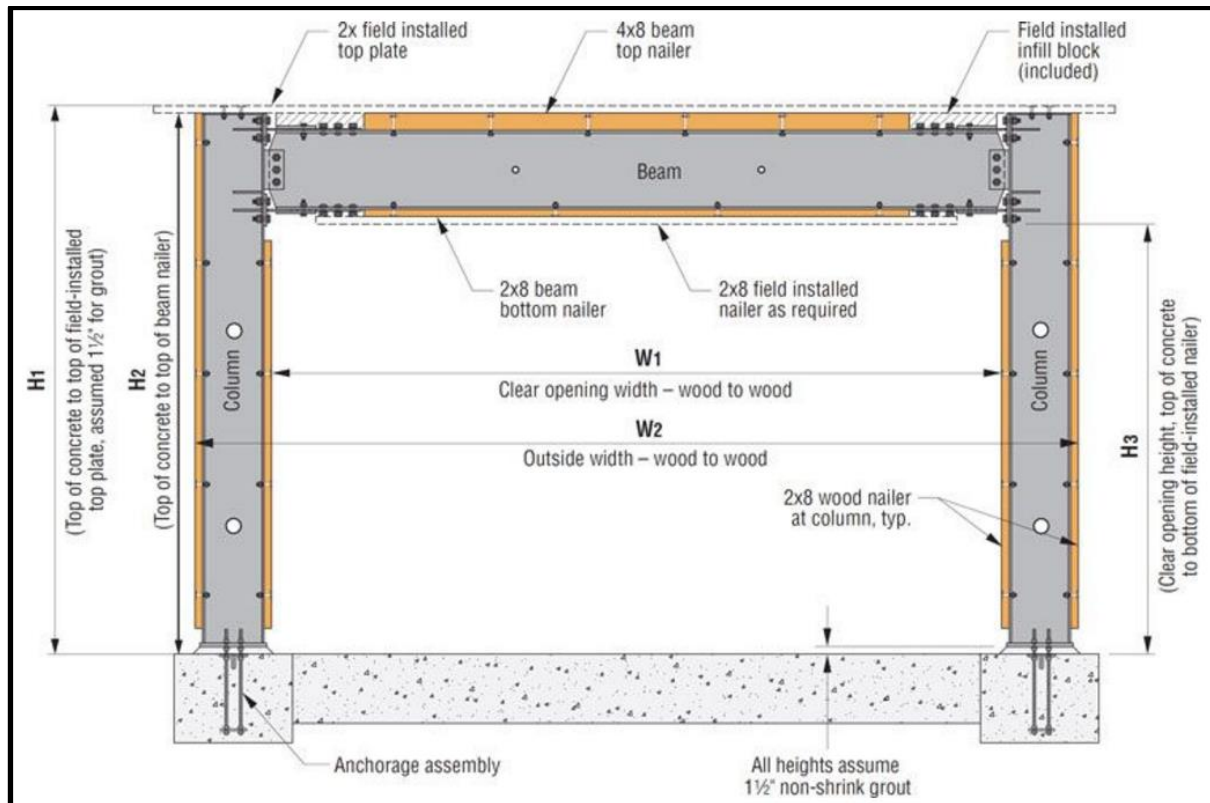 2x field installed
top plate
4x8 beam
top nailer
Field installed
infill block
(included)
Beam
H1
(Top of concrete to top of field-installed
top plate, assumed 1½" for grout)
H2
(Top of concrete to top of beam nailer)
Column
2x8 beam
bottom nailer
2x8 field installed
nailer as required
W1
Clear opening width – wood to wood
W2
Outside width – wood to wood
Column
2x8 wood nailer
at column, typ.
H3
(Clear opening height, top of concrete
to bottom of field-installed nailer)
Anchorage assembly
All heights assume
1½" non-shrink grout